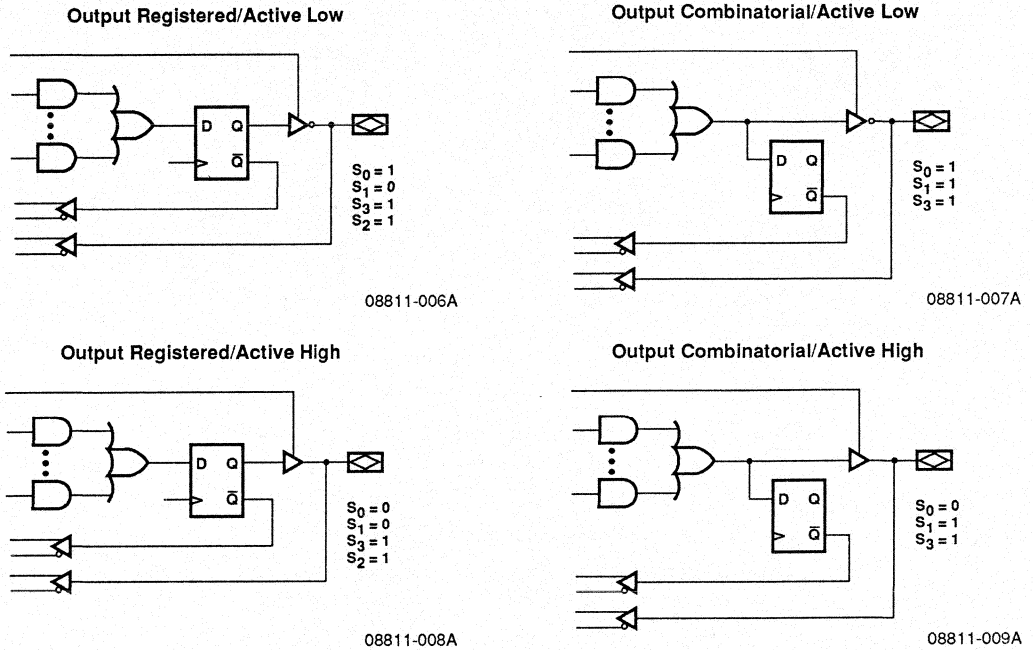 Output Registered/Active Low
D Q
Q̅
S0 = 1
S1 = 0
S3 = 1
S2 = 1
08811-006A
Output Combinatorial/Active Low
D Q
Q̅
S0 = 1
S1 = 1
S3 = 1
08811-007A
Output Registered/Active High
D Q
Q̅
S0 = 0
S1 = 0
S3 = 1
S2 = 1
08811-008A
Output Combinatorial/Active High
D Q
Q̅
S0 = 0
S1 = 1
S3 = 1
08811-009A